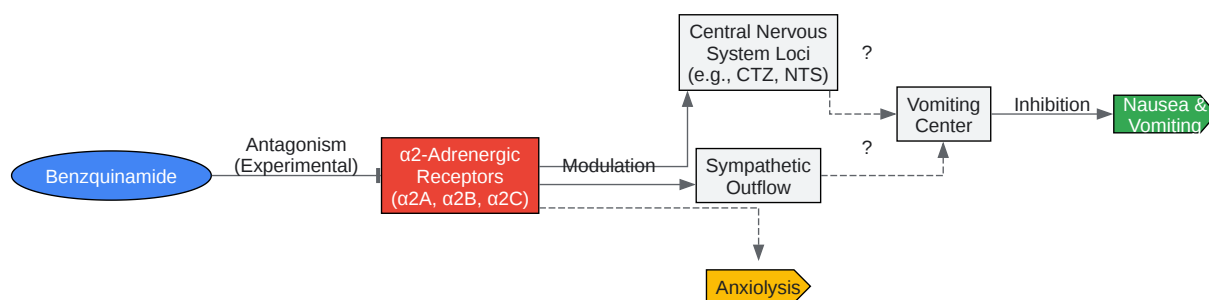 Benzquinamide
Antagonism
(Experimental)
α2-Adrenergic
Receptors
(α2A, α2B, α2C)
Modulation
Central Nervous
System Loci
(e.g., CTZ, NTS)
Sympathetic
Outflow
Anxiolysis
?
?
Vomiting
Center
Inhibition
Nausea &
Vomiting